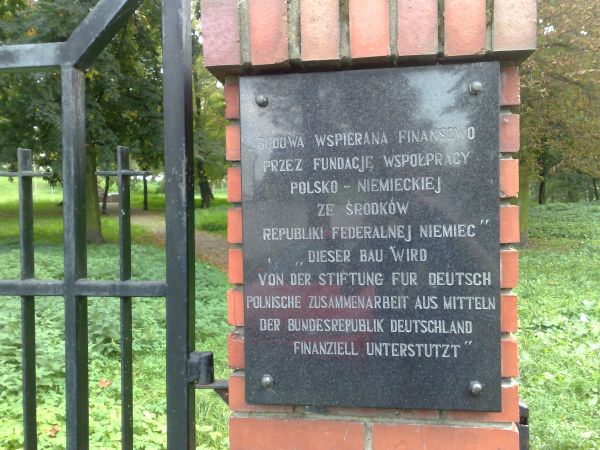 "BUDOWA WSPIERANA FINANSOWO
PRZEZ FUNDACJĘ WSPÓŁPRACY
POLSKO - NIEMIECKIEJ
ZE ŚRODKÓW
REPUBLIKI FEDERALNEJ NIEMIEC"
"DIESER BAU WIRD
VON DER STIFTUNG FUR DEUTSCH
POLNISCHE ZUSAMMENARBEIT AUS MITTELN
DER BUNDESREPUBLIK DEUTSCHLAND
FINANZIELL UNTERSTUTZT"